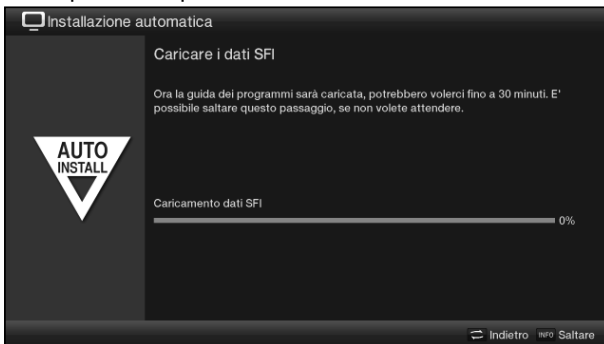 Installazione automatica
Caricare i dati SFI
Ora la guida dei programmi sarà caricata, potrebbero volerci fino a 30 minuti. E'
possibile saltare questo passaggio, se non volete attendere.
AUTO
INSTALL
Caricamento dati SFI
0%
Indietro INFO Saltare